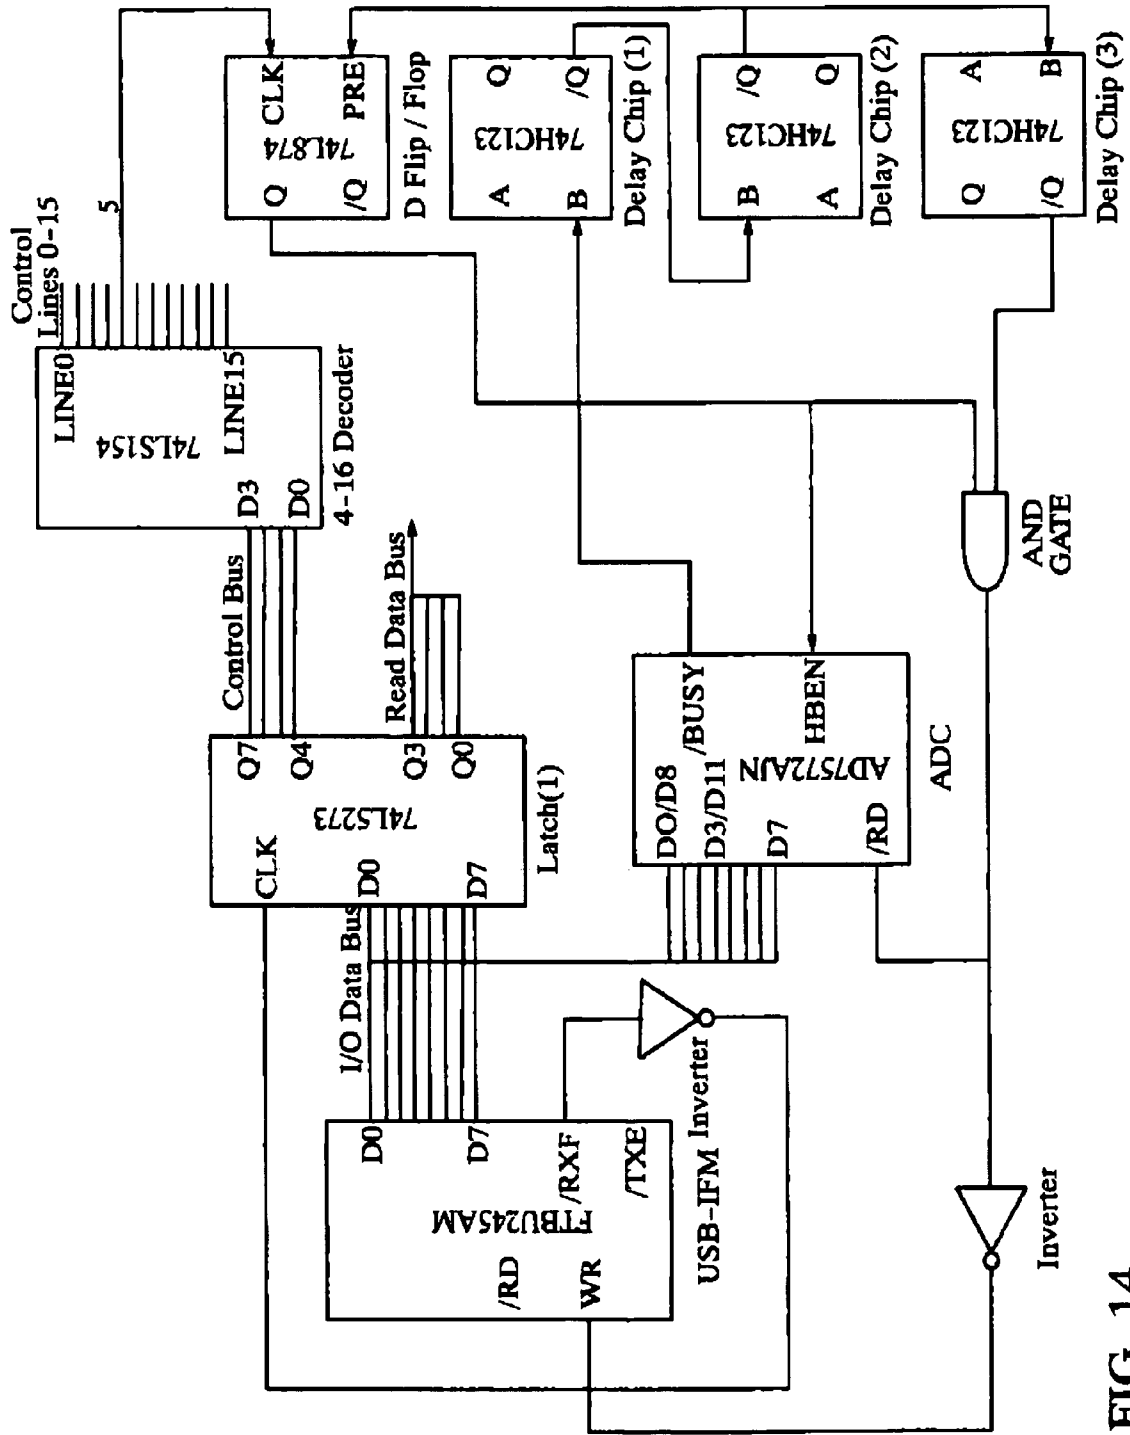 Control
Lines 0-15
5
LINE0
LINE15
74LS154
D3
D0
4-16 Decoder
CLK
PRE
Q
/Q
74L874
D Flip / Flop
Q
/Q
A
B
74HC123
Delay Chip (1)
/Q
Q
B
A
74HC123
Delay Chip (2)
A
B
Q
/Q
74HC123
Delay Chip (3)
Control Bus
Read Data Bus
Q7
Q4
Q3
Q0
CLK
D0
D7
74LS273
Latch(1)
I/O Data Bus
/BUSY
HBEN
DO/D8
D3/D11
D7
/RD
AD7572AJN
ADC
AND
GATE
D0
D7
/RXF
/TXE
/RD
WR
FTBU245AM
USB-IFM
Inverter
Inverter
FIG. 14